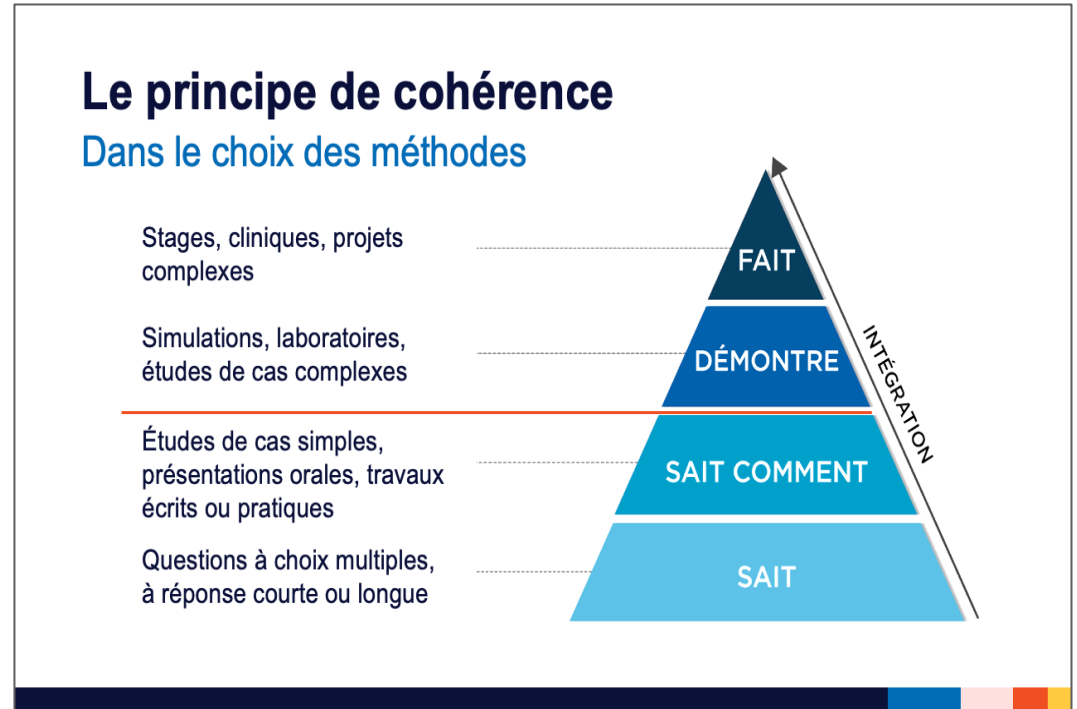 Le principe de cohérence
Dans le choix des méthodes
Stages, cliniques, projets
complexes
FAIT
Simulations, laboratoires,
études de cas complexes
DÉMONTRE
INTÉGRATION
Études de cas simples,
présentations orales, travaux
écrits ou pratiques
SAIT COMMENT
Questions à choix multiples,
à réponse courte ou longue
SAIT